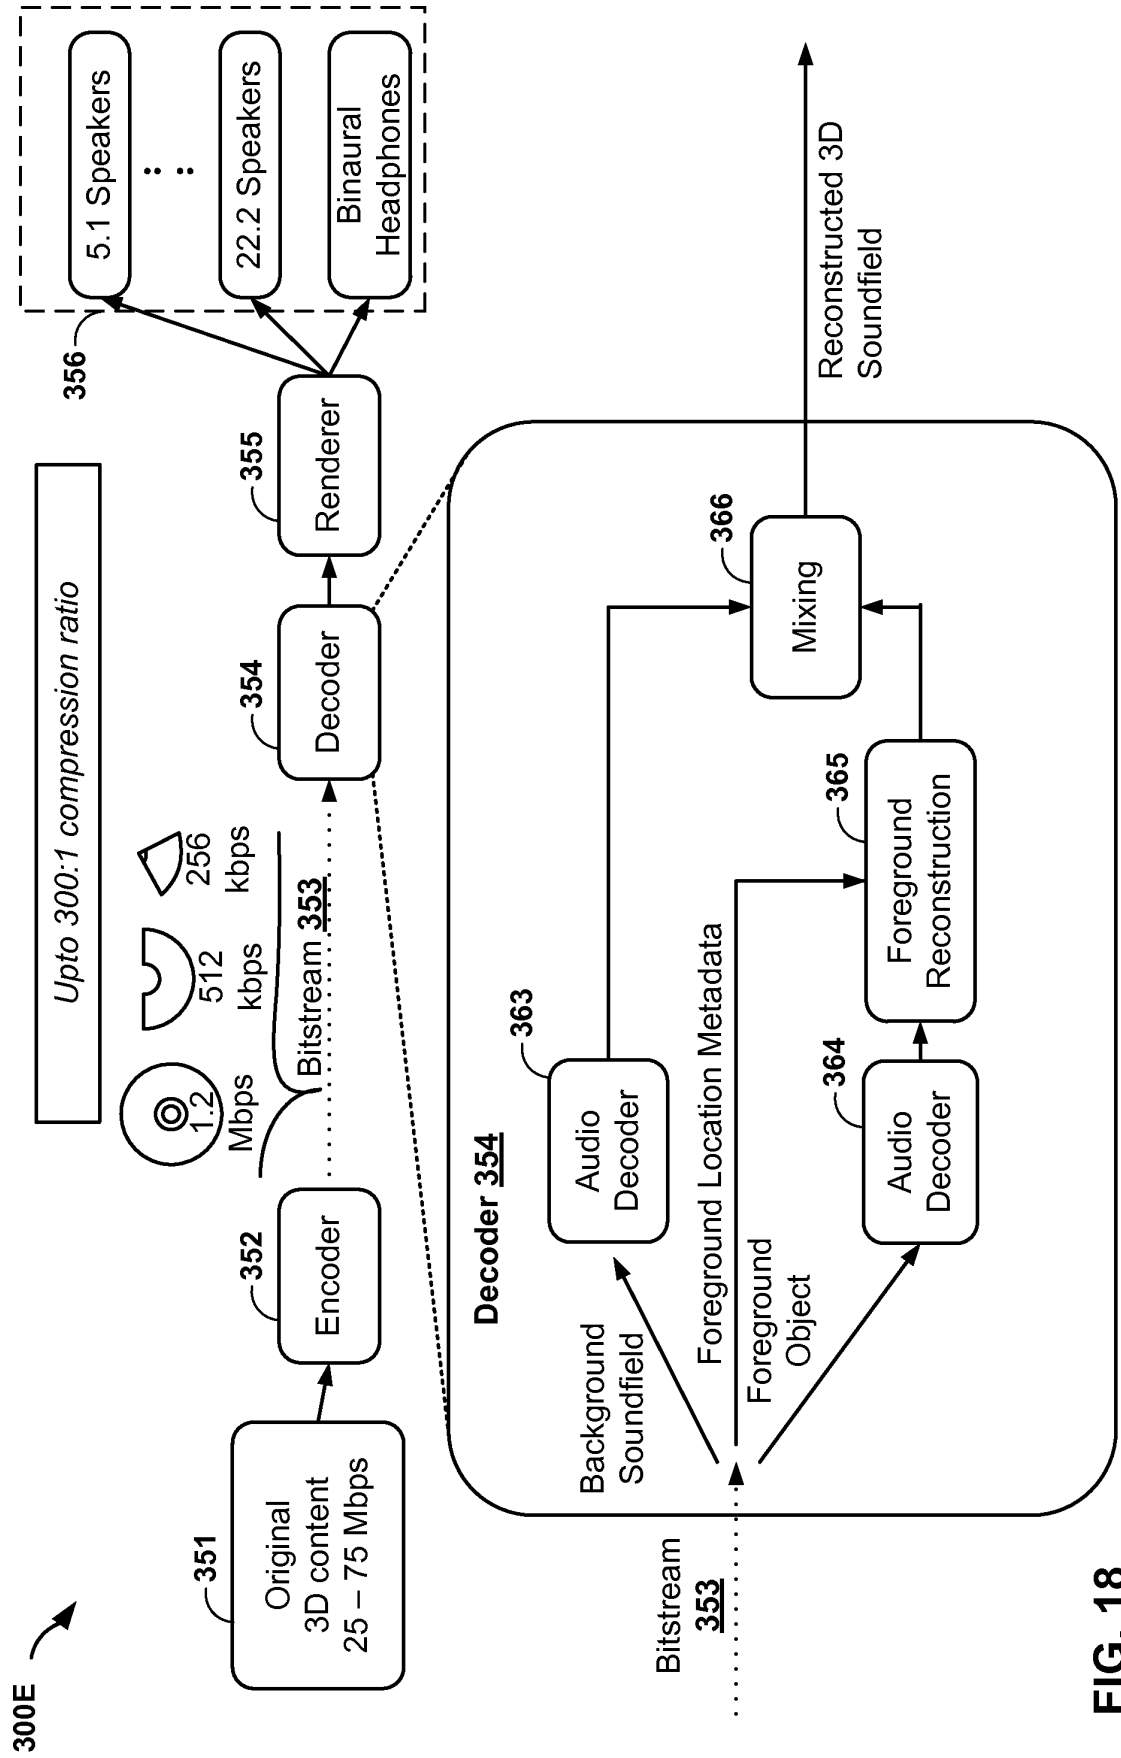 300E
Upto 300:1 compression ratio
351
Original
3D content
25 – 75 Mbps
352
Encoder
1.2
Mbps
512
kbps
256
kbps
Bitstream 353
354
Decoder
355
Renderer
356
5.1 Speakers
22.2 Speakers
Binaural
Headphones
Decoder 354
Bitstream
353
Background
Soundfield
Foreground Location Metadata
Foreground
Object
363
Audio
Decoder
364
Audio
Decoder
365
Foreground
Reconstruction
366
Mixing
Reconstructed 3D
Soundfield
FIG. 18